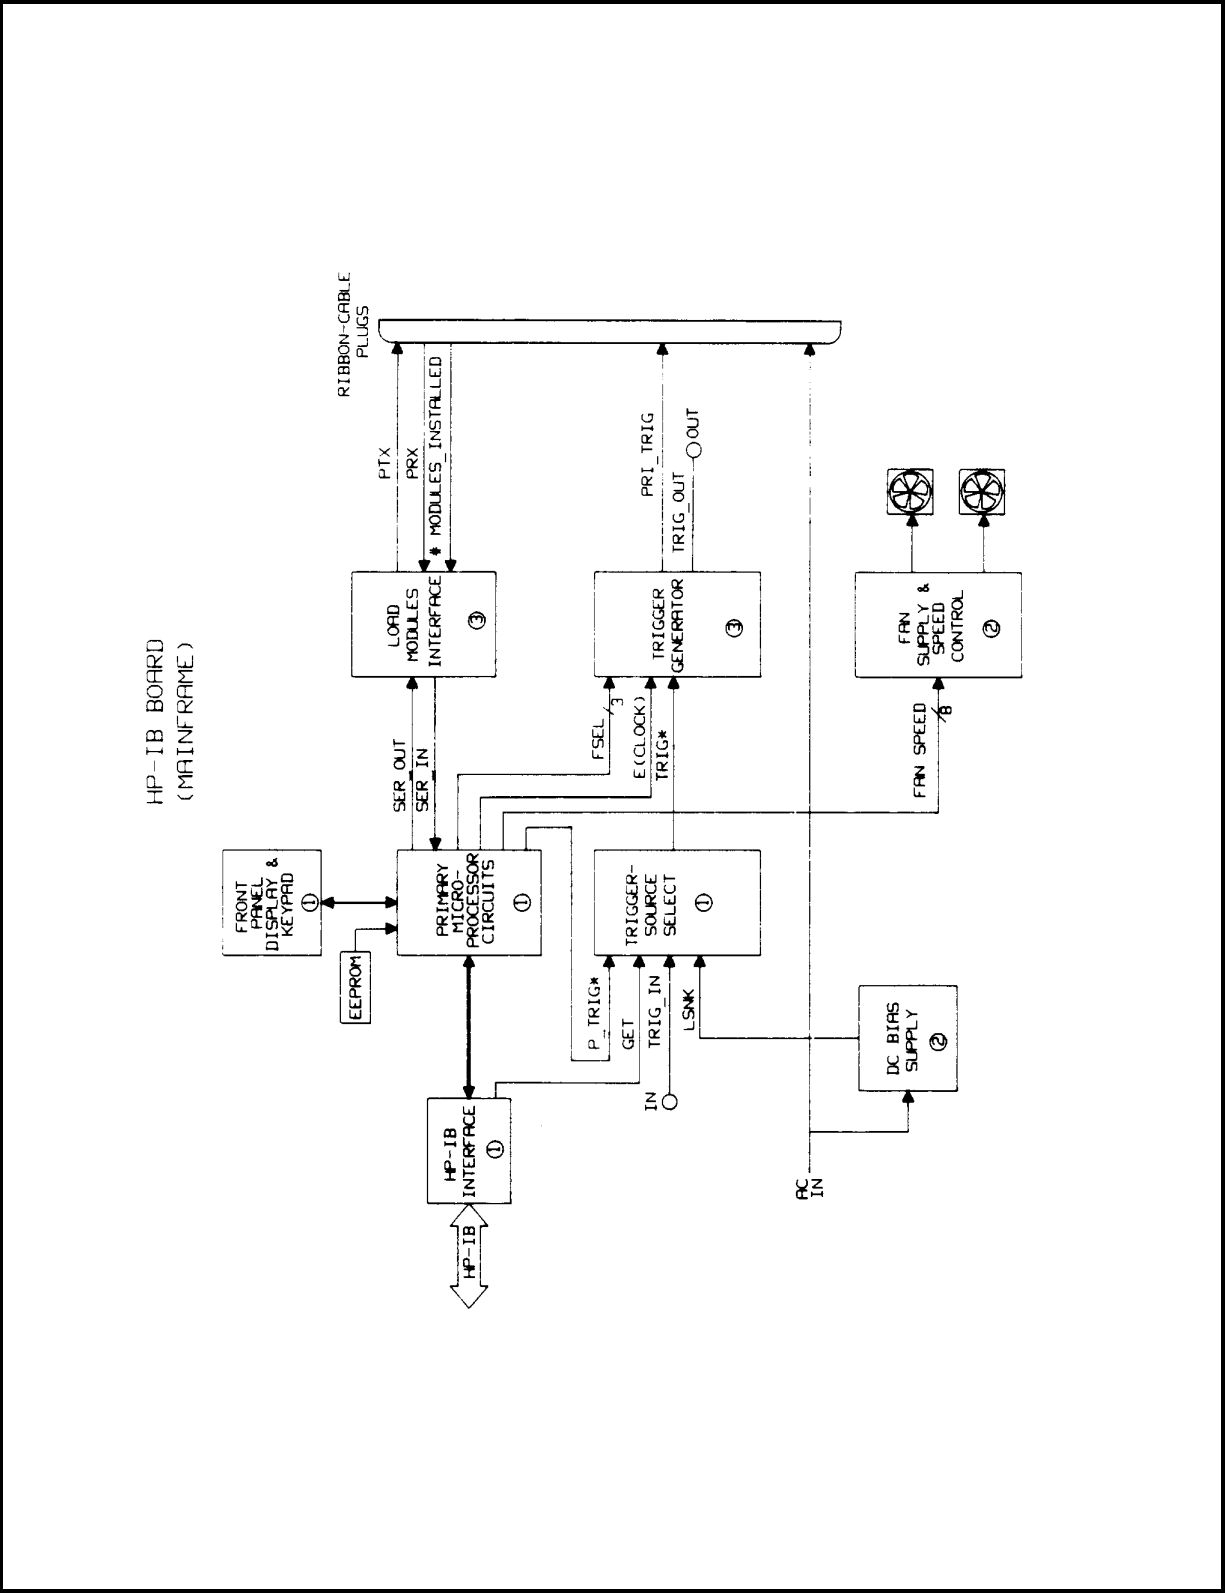 HP-IB BOARD
(MAINFRAME)
FRONT
PANEL
DISPLAY &
KEYPAD
①
EEPROM
RIBBON-CABLE
PLUGS
HP-IB
HP-IB
INTERFACE
①
PRIMARY
MICRO-
PROCESSOR
CIRCUITS
①
SER OUT
SER IN
LOAD
MODULES
INTERFACE
③
PTX
PRX
# MODULES_INSTALLED
P_TRIG*
GET
TRIG_IN
IN
LSNK
TRIGGER-
SOURCE
SELECT
①
FSEL
3
E(CLOCK)
TRIG*
TRIGGER
GENERATOR
③
PRI_TRIG
TRIG_OUT
OUT
AC
IN
DC BIAS
SUPPLY
②
FAN SPEED
8
FAN
SUPPLY &
SPEED
CONTROL
②